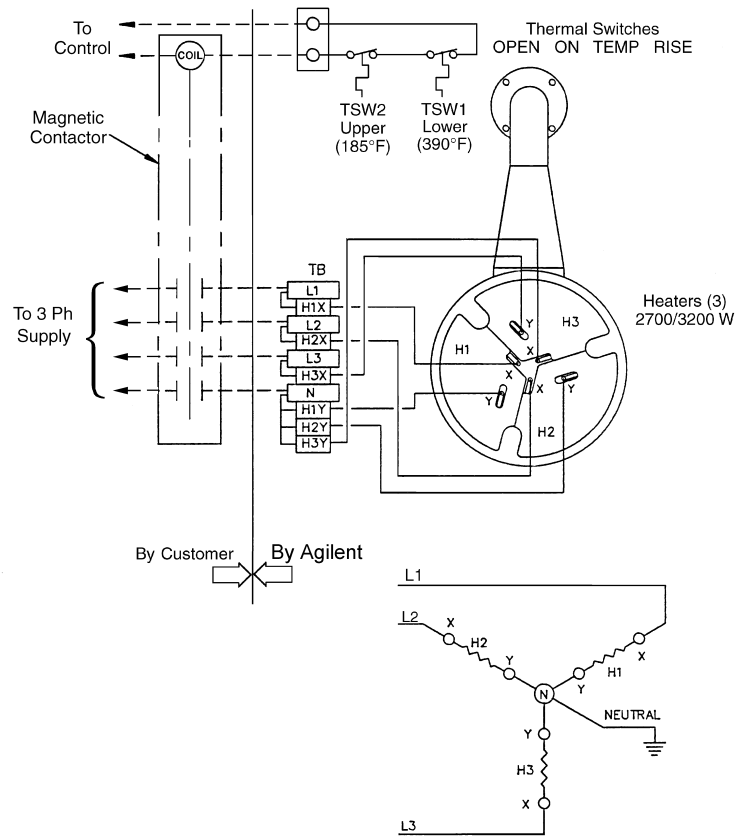 To
Control
COIL
Thermal Switches
OPEN ON TEMP RISE
Magnetic
Contactor
TSW2
Upper
(185°F)
TSW1
Lower
(390°F)
TB
L1
H1X
L2
H2X
L3
H3X
N
H1Y
H2Y
H3Y
To 3 Ph
Supply
Heaters (3)
2700/3200 W
Y
H3
H1
X
X
X
Y
Y
H2
By Customer
By Agilent
L1
L2
X
H2
Y
H1
X
Y
N
NEUTRAL
Y
H3
X
L3